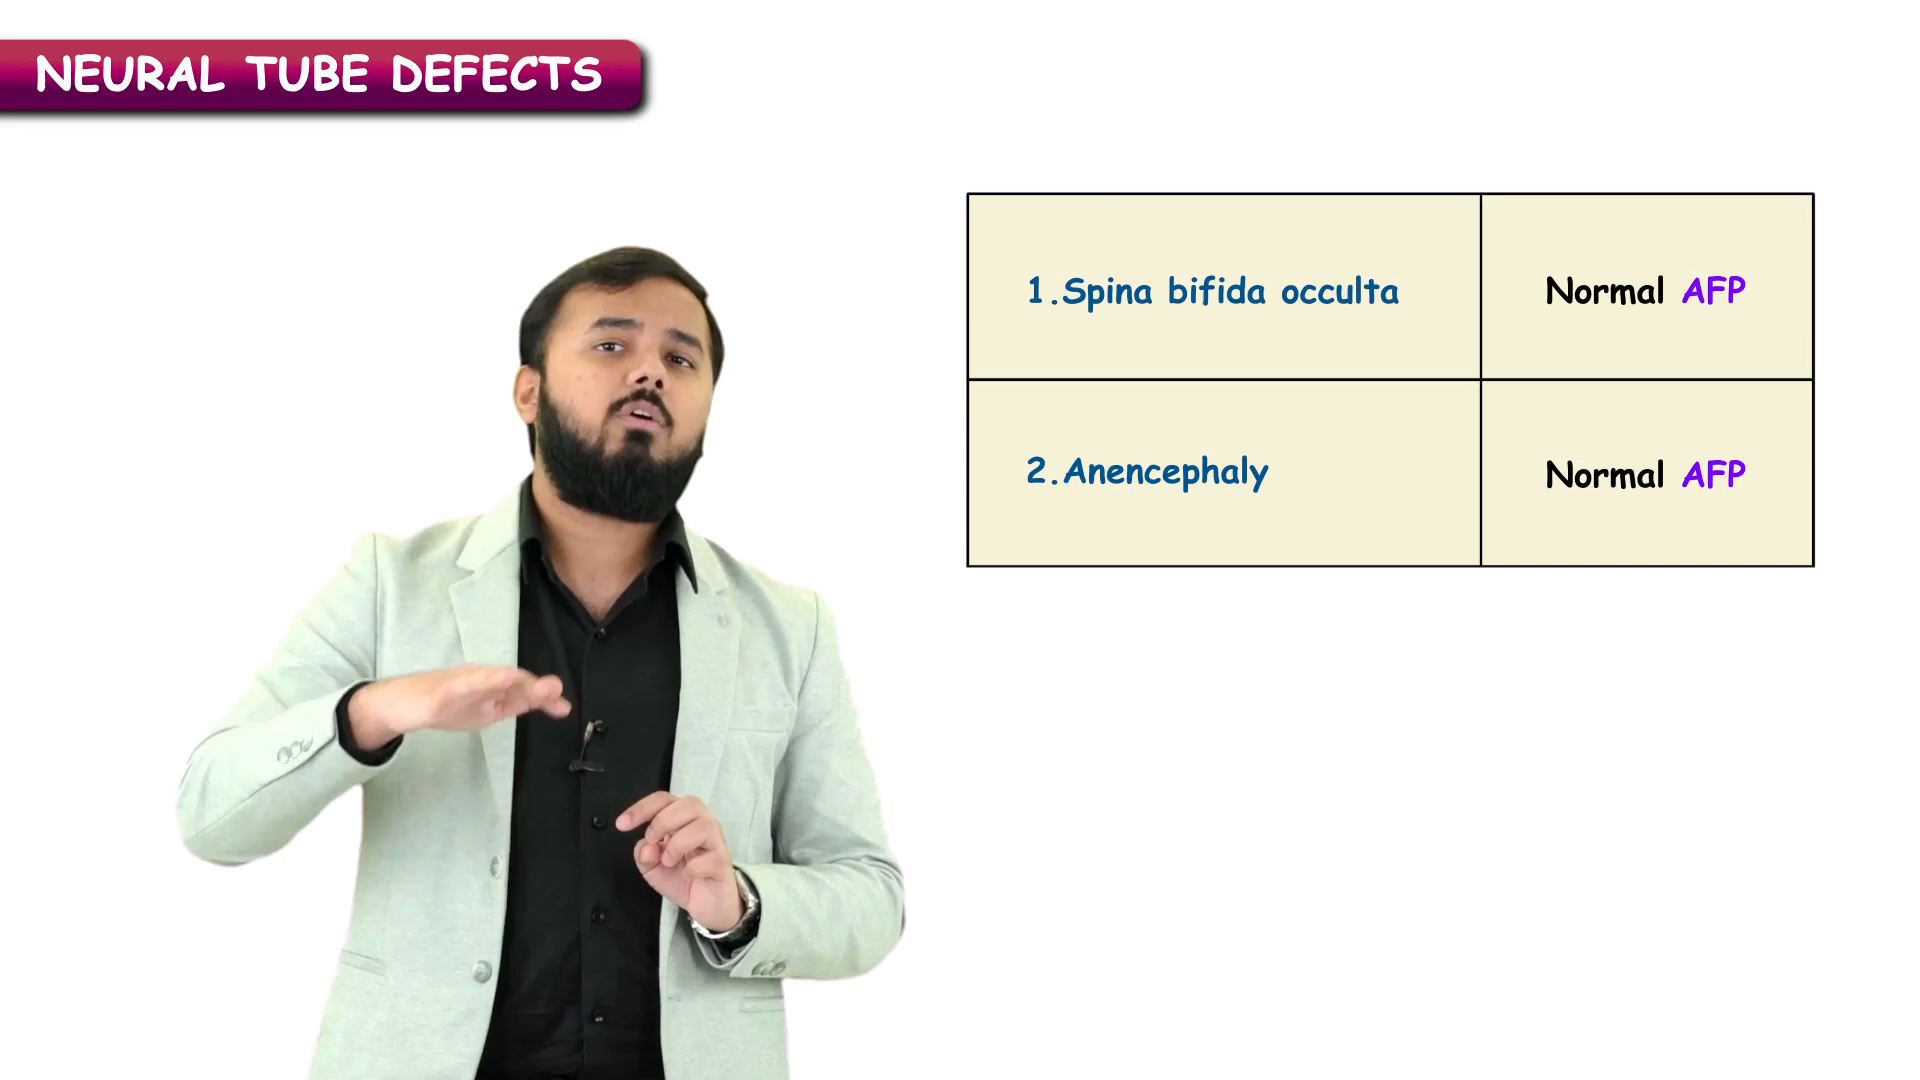 NEURAL TUBE DEFECTS
1.Spina bifida occulta
Normal AFP
2.Anencephaly
Normal AFP